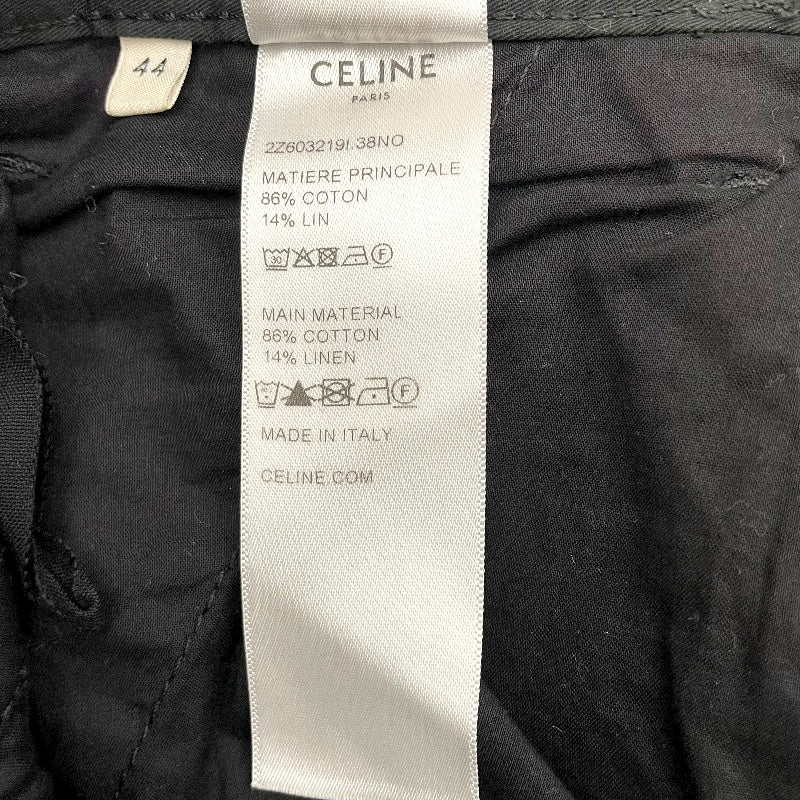 44
CELINE
PARIS
2Z603219I.38NO
MATIERE PRINCIPALE
86% COTON
14% LIN
30 F
MAIN MATERIAL
86% COTTON
14% LINEN
F
MADE IN ITALY
CELINE.COM